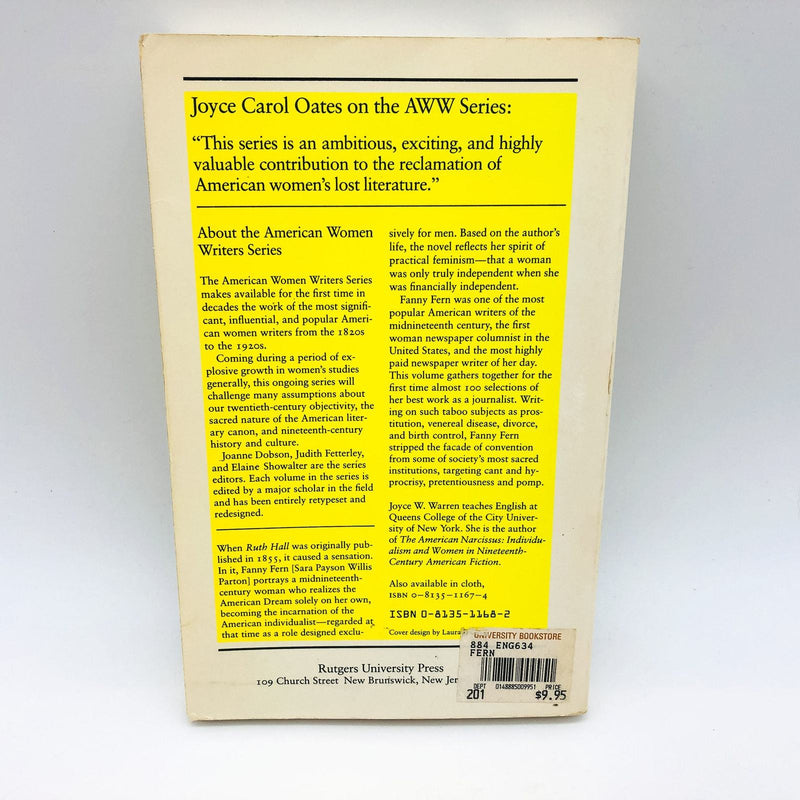 Joyce Carol Oates on the AWW Series:
“This series is an ambitious, exciting, and highly
valuable contribution to the reclamation of
American women’s lost literature.”
About the American Women
Writers Series
The American Women Writers Series
makes available for the first time in
decades the work of the most signifi-
cant, influential, and popular Ameri-
can women writers from the 1820s
to the 1920s.
Coming during a period of ex-
plosive growth in women’s studies
generally, this ongoing series will
challenge many assumptions about
our twentieth-century objectivity, the
sacred nature of the American liter-
ary canon, and nineteenth-century
history and culture.
Joanne Dobson, Judith Fetterley,
and Elaine Showalter are the series
editors. Each volume in the series is
edited by a major scholar in the field
and has been entirely retypeset and
redesigned.
When Ruth Hall was originally pub-
lished in 1855, it caused a sensation.
In it, Fanny Fern [Sara Payson Willis
Parton] portrays a midnineteenth-
century woman who realizes the
American Dream solely on her own,
becoming the incarnation of the
American individualist—regarded at
that time as a role designed exclu-
sively for men. Based on the author’s
life, the novel reflects her spirit of
practical feminism—that a woman
was only truly independent when she
was financially independent.
Fanny Fern was one of the most
popular American writers of the
midnineteenth century, the first
woman newspaper columnist in the
United States, and the most highly
paid newspaper writer of her day.
This volume gathers together for the
first time almost 100 selections of
her best work as a journalist. Writ-
ing on such taboo subjects as pros-
titution, venereal disease, divorce,
and birth control, Fanny Fern
stripped the facade of convention
from some of society’s most sacred
institutions, targeting cant and hy-
pocrisy, pretentiousness and pomp.
Joyce W. Warren teaches English at
Queens College of the City Univer-
sity of New York. She is the author
of The American Narcissus: Individu-
alism and Women in Nineteenth-
Century American Fiction.
Also available in cloth,
ISBN 0-8135-1167-4
ISBN 0-8135-1168-2
Cover design by Laura
Rutgers University Press
109 Church Street New Brunswick, New Jer
UNIVERSITY BOOKSTORE
884 ENG634
FERN
DEPT 0148885009951 PRICE
201 $9.95